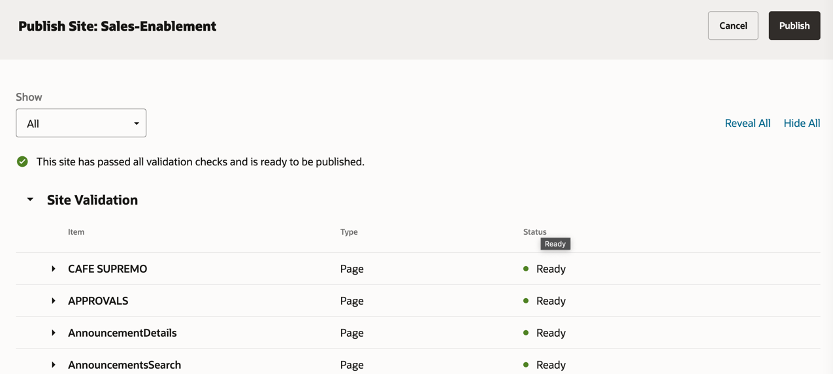 Publish Site: Sales-Enablement
Cancel
Publish
Show
All
Reveal All
Hide All
This site has passed all validation checks and is ready to be published.
Site Validation
Item Type Status
Ready
CAFE SUPREMO Page Ready
APPROVALS Page Ready
AnnouncementDetails Page Ready
AnnouncementsSearch Page Ready